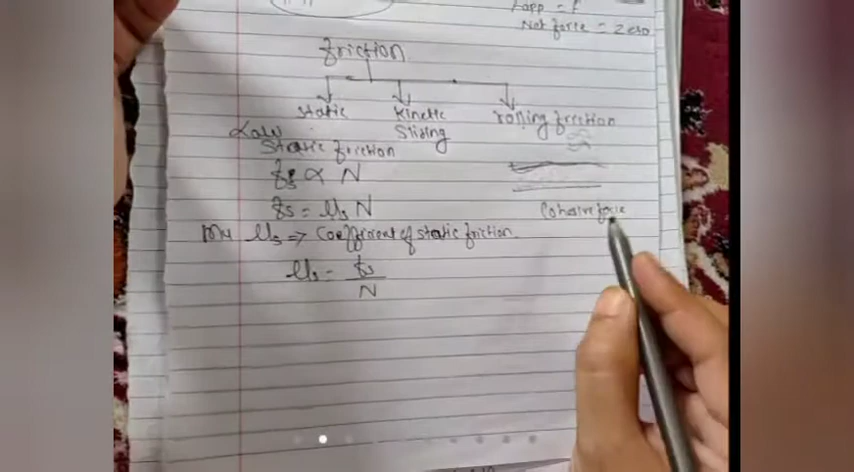 fapp = f
Net force = Zero
friction
static
Kinetic
Sliding
rolling friction
Law
Static friction
fs ∝ N
fs = μs N
Cohesive force
μs => Coefficient of static friction
μs = fs
N